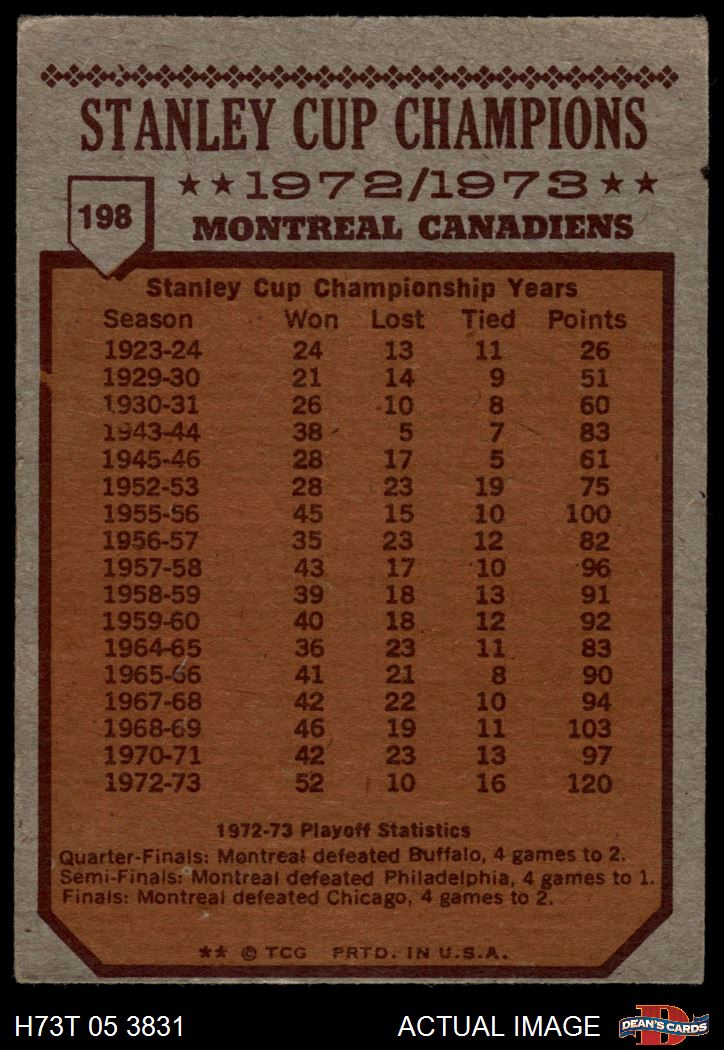 STANLEY CUP CHAMPIONS
★★1972/1973★★
198
MONTREAL CANADIENS
Stanley Cup Championship Years
Season Won Lost Tied Points
1923-24 24 13 11 26
1929-30 21 14 9 51
1930-31 26 10 8 60
1943-44 38 5 7 83
1945-46 28 17 5 61
1952-53 28 23 19 75
1955-56 45 15 10 100
1956-57 35 23 12 82
1957-58 43 17 10 96
1958-59 39 18 13 91
1959-60 40 18 12 92
1964-65 36 23 11 83
1965-66 41 21 8 90
1967-68 42 22 10 94
1968-69 46 19 11 103
1970-71 42 23 13 97
1972-73 52 10 16 120
1972-73 Playoff Statistics
Quarter-Finals: Montreal defeated Buffalo, 4 games to 2.
Semi-Finals: Montreal defeated Philadelphia, 4 games to 1.
Finals: Montreal defeated Chicago, 4 games to 2.
★★ © TCG PRTD. IN U.S.A.
H73T 05 3831 ACTUAL IMAGE
D
DEAN'S CARDS